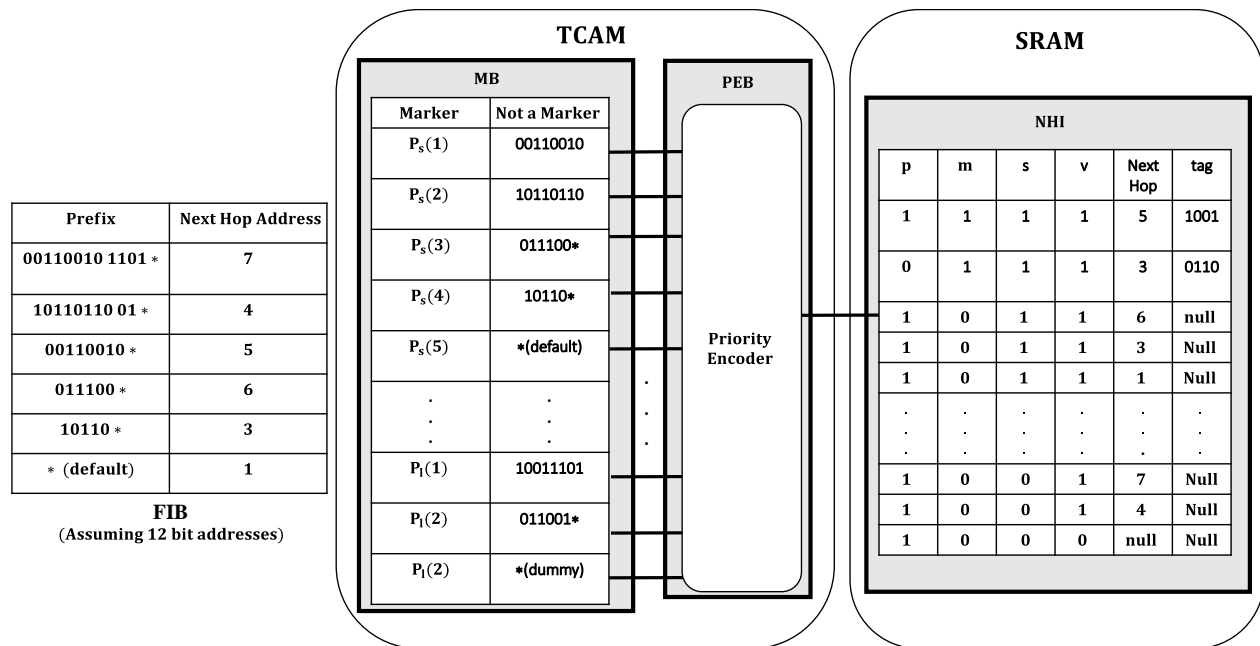 TCAM
SRAM
MB
PEB
NHI
Marker Not a Marker
Pₛ(1) 00110010
Pₛ(2) 10110110
Pₛ(3) 011100*
Pₛ(4) 10110*
Pₛ(5) *(default)
. .
. .
. .
Pₗ(1) 10011101
Pₗ(2) 011001*
Pₗ(2) *(dummy)
.
.
.
Priority
Encoder
p m s v Next Hop tag
1 1 1 1 5 1001
0 1 1 1 3 0110
1 0 1 1 6 null
1 0 1 1 3 Null
1 0 1 1 1 Null
. . . . . .
. . . . . .
. . . . . .
1 0 0 1 7 Null
1 0 0 1 4 Null
1 0 0 0 null Null
Prefix Next Hop Address
00110010 1101 * 7
10110110 01 * 4
00110010 * 5
011100 * 6
10110 * 3
* (default) 1
FIB
(Assuming 12 bit addresses)